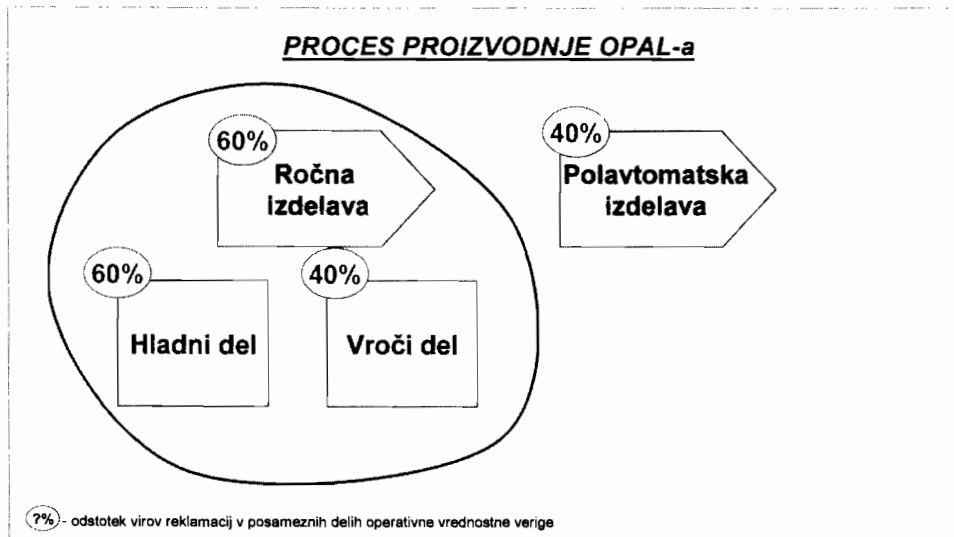 PROCES PROIZVODNJE OPAL-a
60%
Ročna
izdelava
40%
Polavtomatska
izdelava
60%
Hladni del
40%
Vroči del
?% - odstotek virov reklamacij v posameznih delih operativne vrednostne verige